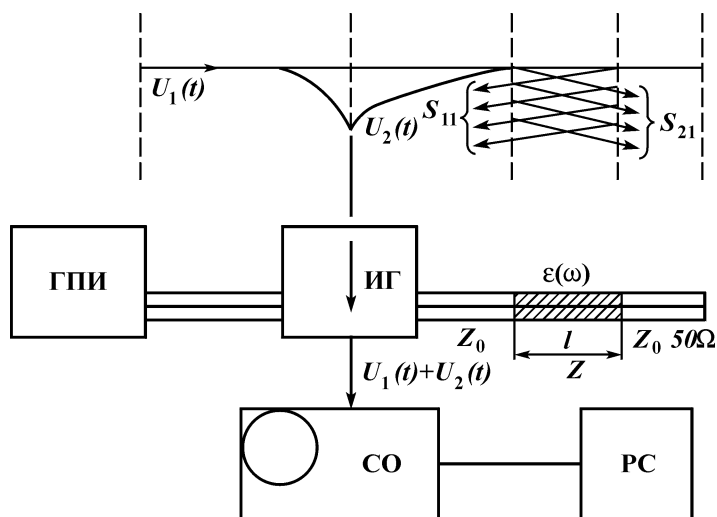 U₁(t)
U₂(t)
S₁₁
S₂₁
ГПИ
ИГ
ε(ω)
Z₀
l
Z
Z₀ 50Ω
U₁(t)+U₂(t)
СО
РС